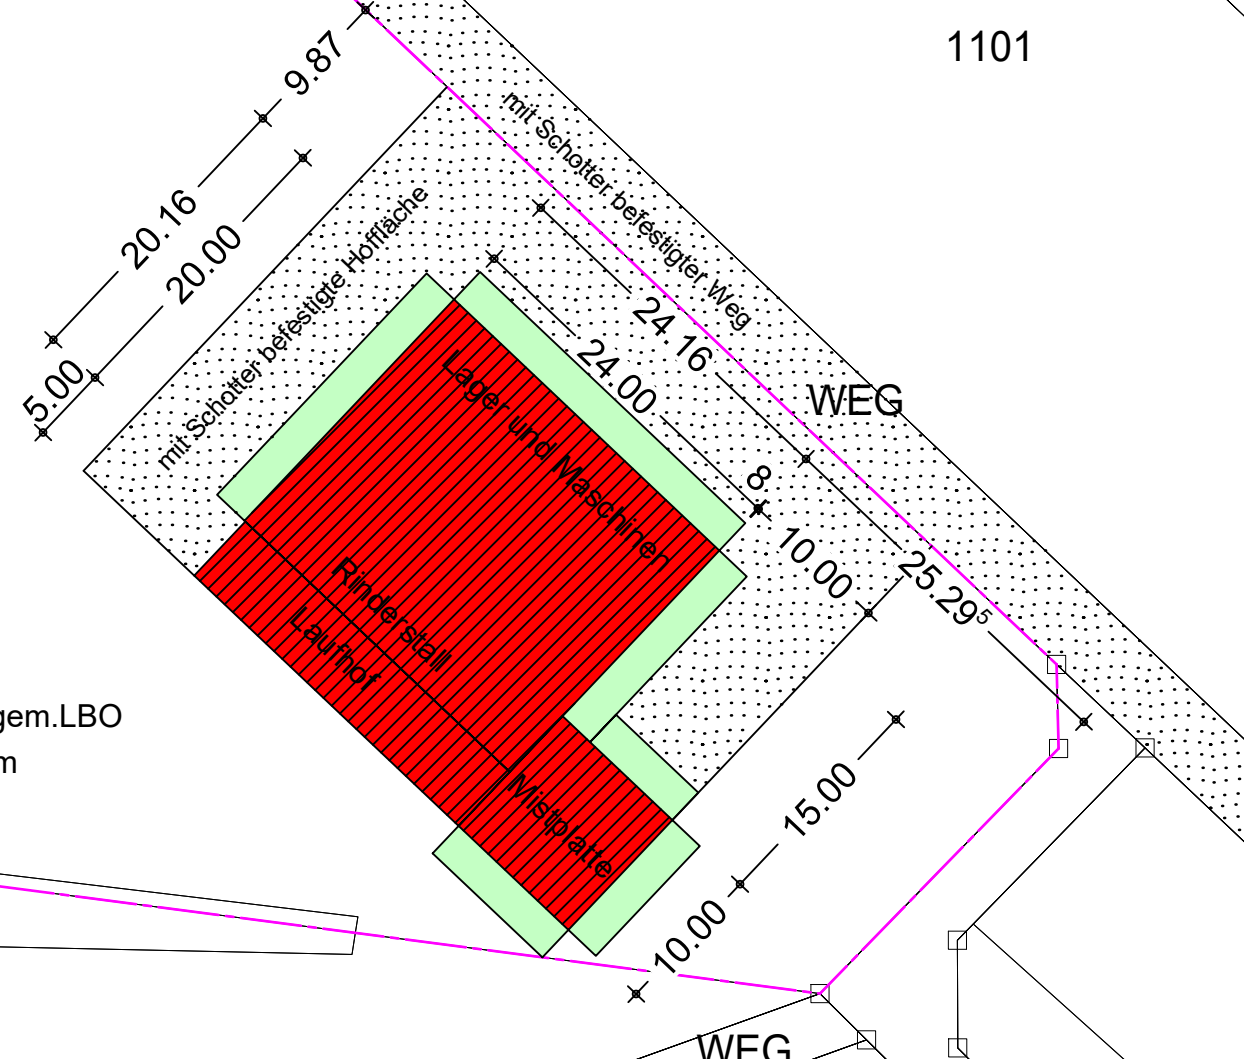 1101
9.87
mit Schotter befestigter Weg
20.16
20.00
mit Schotter befestigte Hoffläche
24.16
24.00
5.00
WEG
Lager und Maschinen
8
10.00
25.29⁵
Rinderstall
Laufhof
gem.LBO
m
15.00
Mistplatte
10.00
WEG